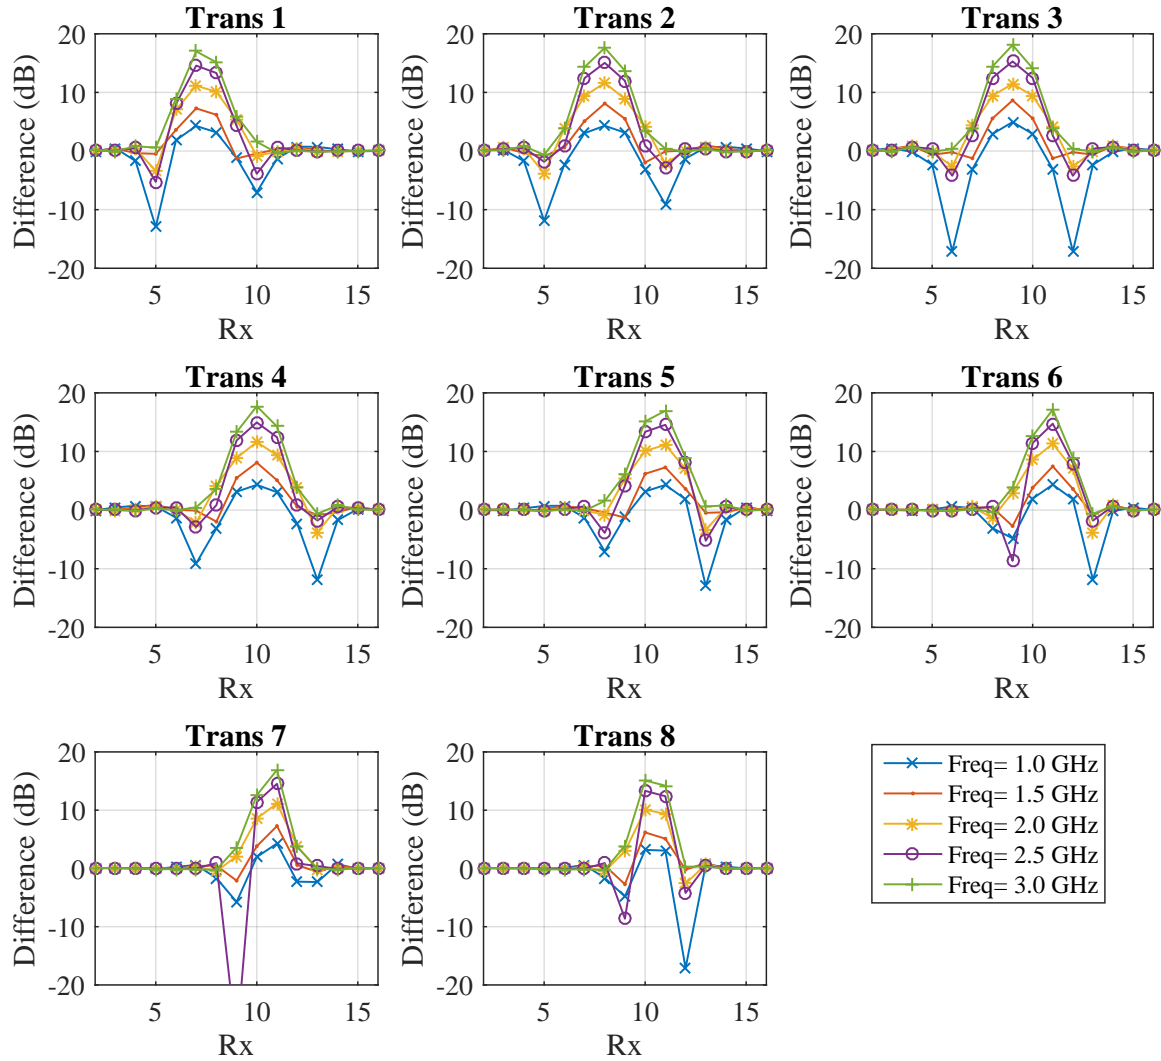 Trans 1
Trans 2
Trans 3
20
10
0
-10
-20
Difference (dB)
5
10
15
Rx
20
10
0
-10
-20
Difference (dB)
5
10
15
Rx
20
10
0
-10
-20
Difference (dB)
5
10
15
Rx
Trans 4
Trans 5
Trans 6
20
10
0
-10
-20
Difference (dB)
5
10
15
Rx
20
10
0
-10
-20
Difference (dB)
5
10
15
Rx
20
10
0
-10
-20
Difference (dB)
5
10
15
Rx
Trans 7
Trans 8
20
10
0
-10
-20
Difference (dB)
5
10
15
Rx
20
10
0
-10
-20
Difference (dB)
5
10
15
Rx
Freq= 1.0 GHz
Freq= 1.5 GHz
Freq= 2.0 GHz
Freq= 2.5 GHz
Freq= 3.0 GHz